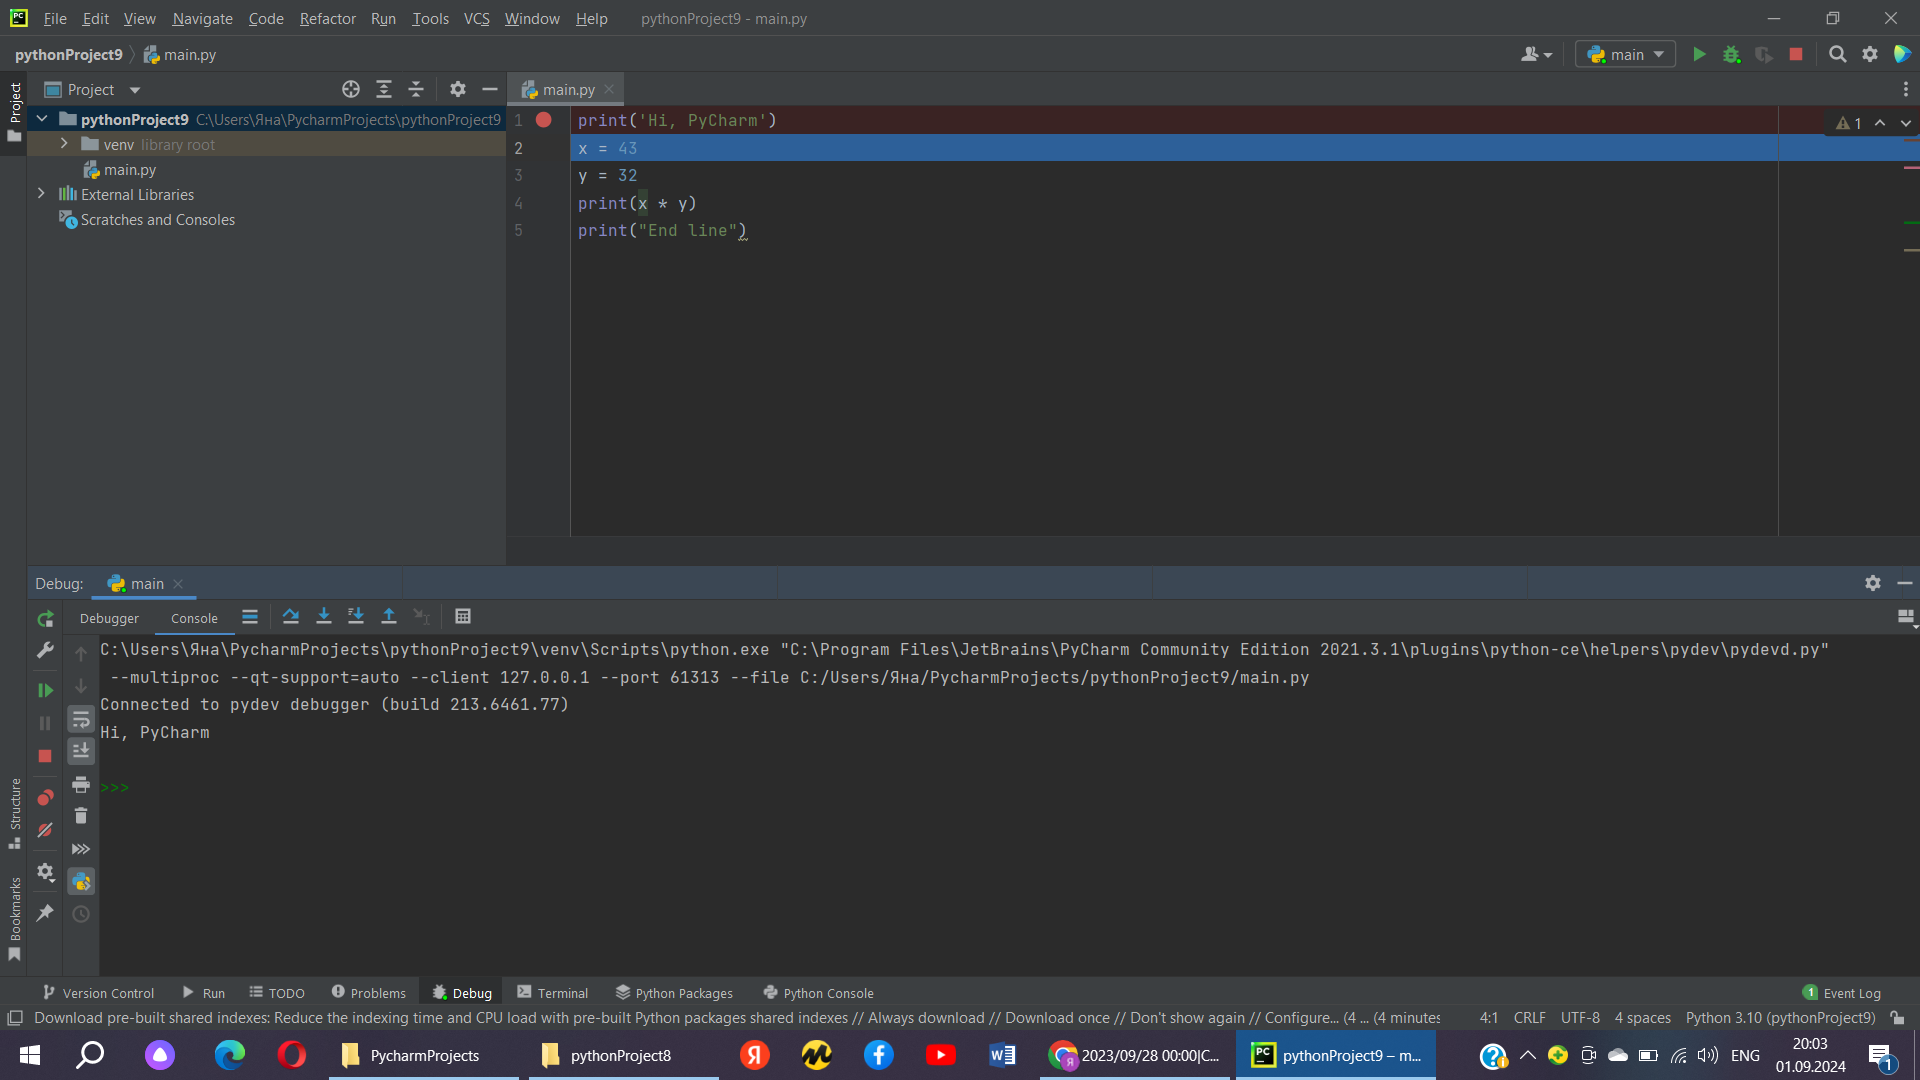 File Edit View Navigate Code Refactor Run Tools VCS Window Help pythonProject9 - main.py
pythonProject9 main.py main
Project
Project main.py
pythonProject9 C:\Users\Яна\PycharmProjects\pythonProject9
venv library root
main.py
External Libraries
Scratches and Consoles
1 print('Hi, PyCharm')
2 x = 43
3 y = 32
4 print(x * y)
5 print("End line")
1
Debug: main
Debugger Console
C:\Users\Яна\PycharmProjects\pythonProject9\venv\Scripts\python.exe "C:\Program Files\JetBrains\PyCharm Community Edition 2021.3.1\plugins\python-ce\helpers\pydev\pydevd.py"
--multiproc --qt-support=auto --client 127.0.0.1 --port 61313 --file C:/Users/Яна/PycharmProjects/pythonProject9/main.py
Connected to pydev debugger (build 213.6461.77)
Hi, PyCharm
>>>
Structure
Bookmarks
Version Control Run TODO Problems Debug Terminal Python Packages Python Console 1 Event Log
Download pre-built shared indexes: Reduce the indexing time and CPU load with pre-built Python packages shared indexes // Always download // Download once // Don't show again // Configure... (4 ... (4 minutes 4:1 CRLF UTF-8 4 spaces Python 3.10 (pythonProject9)
PycharmProjects pythonProject8 2023/09/28 00:00|C... pythonProject9 – m... ENG
20:03
01.09.2024
1